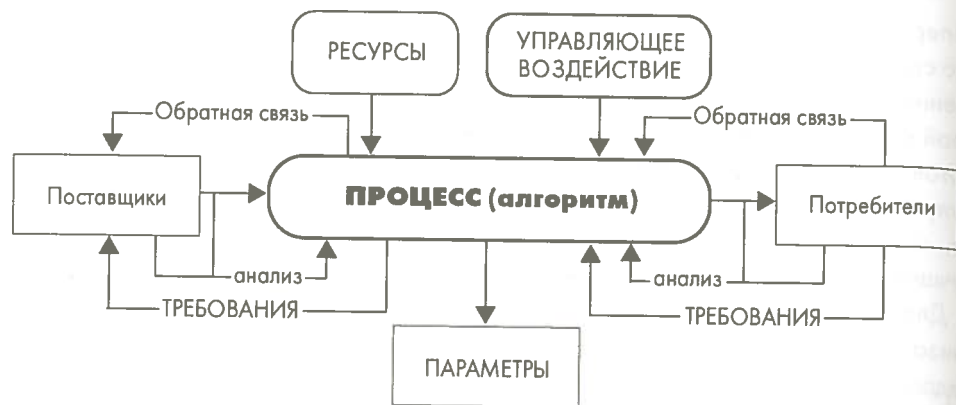 РЕСУРСЫ
УПРАВЛЯЮЩЕЕ
ВОЗДЕЙСТВИЕ
Обратная связь
Обратная связь
Поставщики
ПРОЦЕСС (алгоритм)
Потребители
анализ
анализ
ТРЕБОВАНИЯ
ТРЕБОВАНИЯ
ПАРАМЕТРЫ